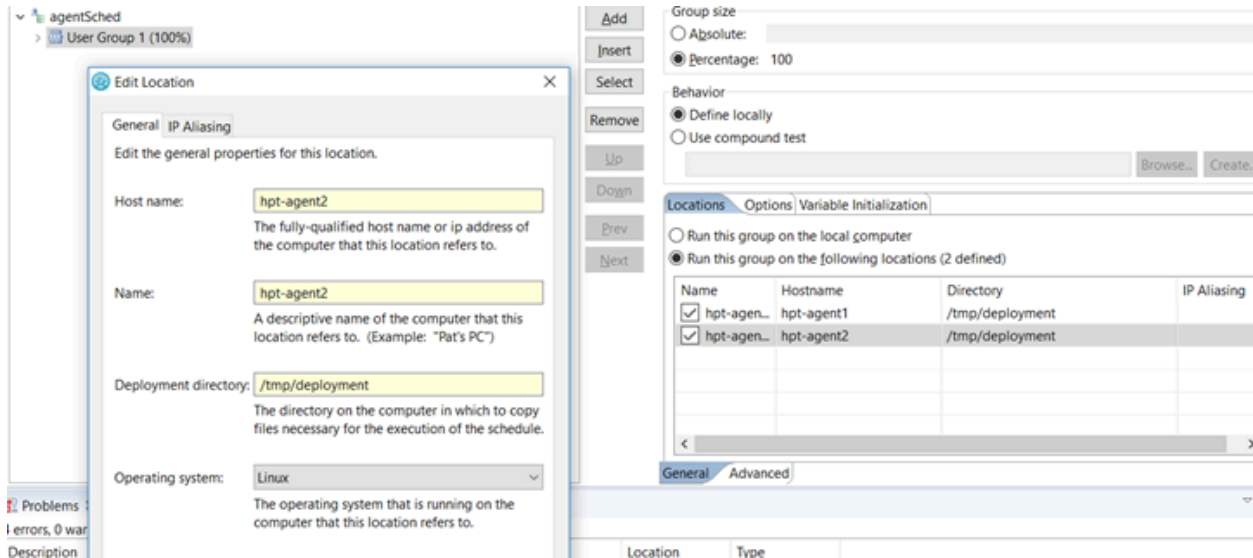 agentSched
User Group 1 (100%)
Add
Insert
Select
Remove
Up
Down
Prev
Next
Edit Location
General IP Aliasing
Edit the general properties for this location.
Host name: hpt-agent2
The fully-qualified host name or ip address of
the computer that this location refers to.
Name: hpt-agent2
A descriptive name of the computer that this
location refers to. (Example: "Pat's PC")
Deployment directory: /tmp/deployment
The directory on the computer in which to copy
files necessary for the execution of the schedule.
Operating system: Linux
The operating system that is running on the
computer that this location refers to.
Group size
Absolute:
Percentage: 100
Behavior
Define locally
Use compound test
Browse... Create.
Locations Options Variable Initialization
Run this group on the local computer
Run this group on the following locations (2 defined)
Name Hostname Directory IP Aliasing
hpt-agen... hpt-agent1 /tmp/deployment
hpt-agen... hpt-agent2 /tmp/deployment
General Advanced
Problems
errors, 0 war
Description Location Type